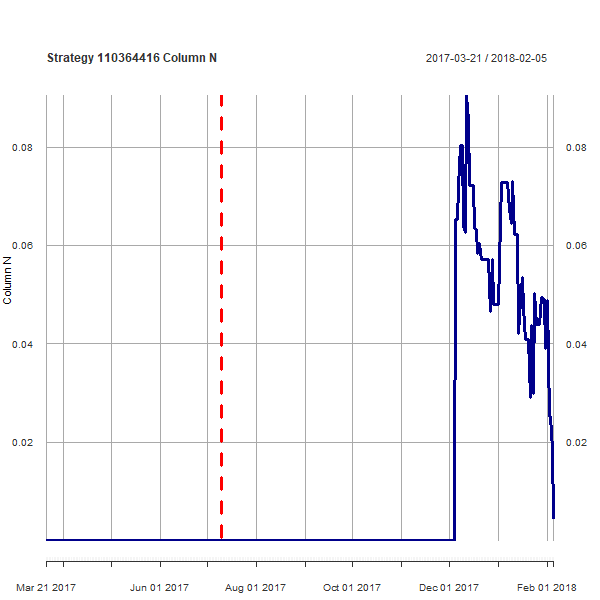 Strategy 110364416 Column N
2017-03-21 / 2018-02-05
0.08
0.08
0.06
0.06
Column N
0.04
0.04
0.02
0.02
Mar 21 2017
Jun 01 2017
Aug 01 2017
Oct 01 2017
Dec 01 2017
Feb 01 2018